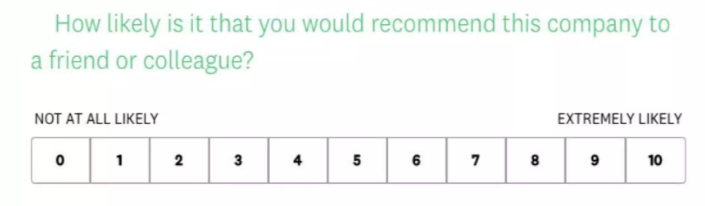 How likely is it that you would recommend this company to
a friend or colleague?
NOT AT ALL LIKELY EXTREMELY LIKELY
0 1 2 3 4 5 6 7 8 9 10